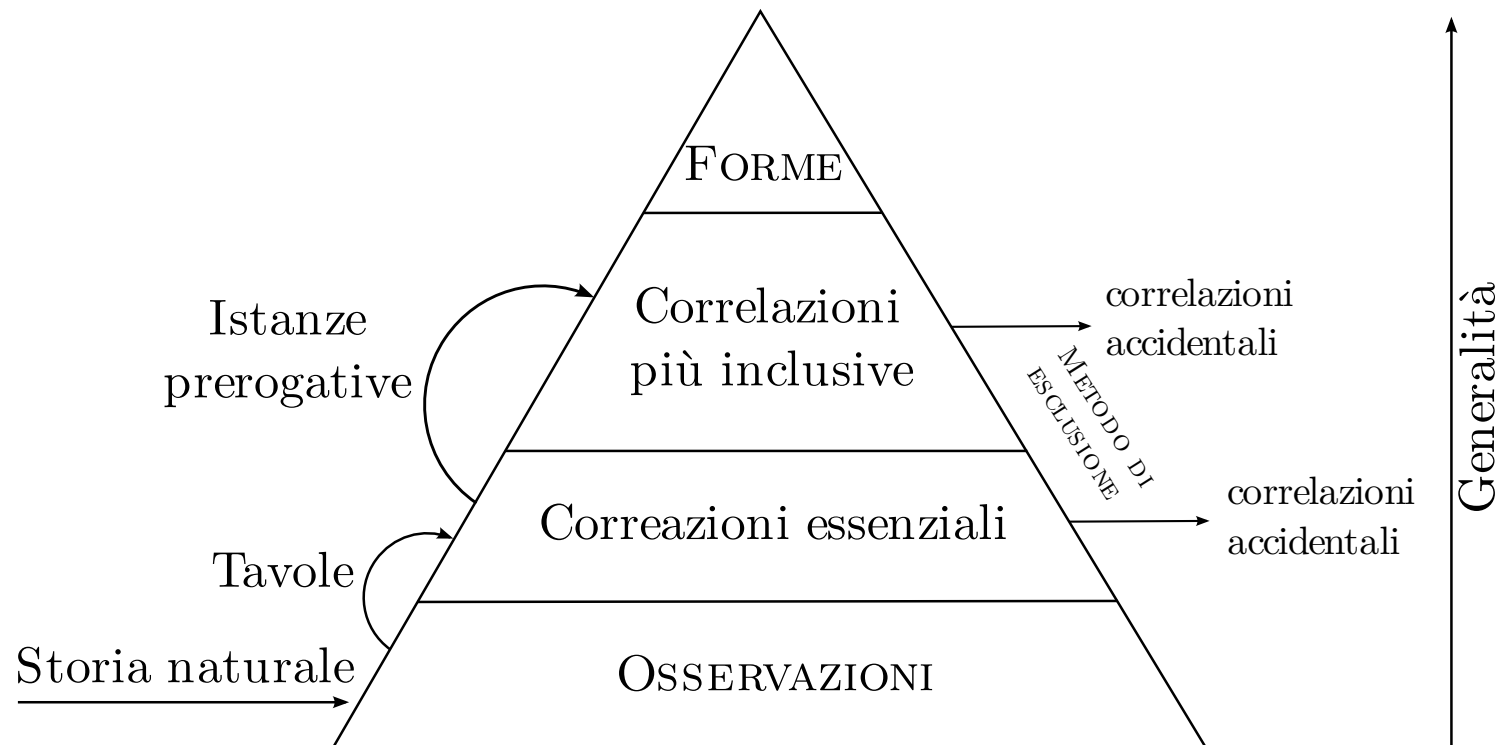 FORME
Istanze
prerogative
Correlazioni
più inclusive
correlazioni
accidentali
METODO DI
ESCLUSIONE
Generalità
Correazioni essenziali
correlazioni
accidentali
Tavole
Storia naturale
OSSERVAZIONI